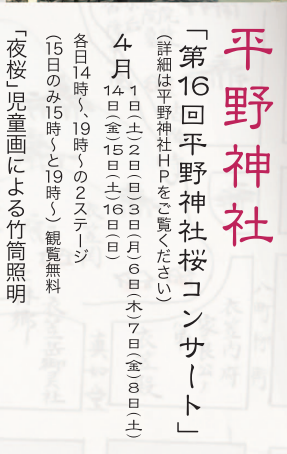 平野神社
「第16回平野神社桜コンサート」
(詳細は平野神社HPをご覧ください)
4月1日(土)2日(日)3日(月)6日(木)7日(金)8日(土)
14日(金)15日(土)16日(日)
各日14時〜、19時〜の2ステージ
(15日のみ15時〜と19時〜)観覧無料
「夜桜」児童画による竹筒照明